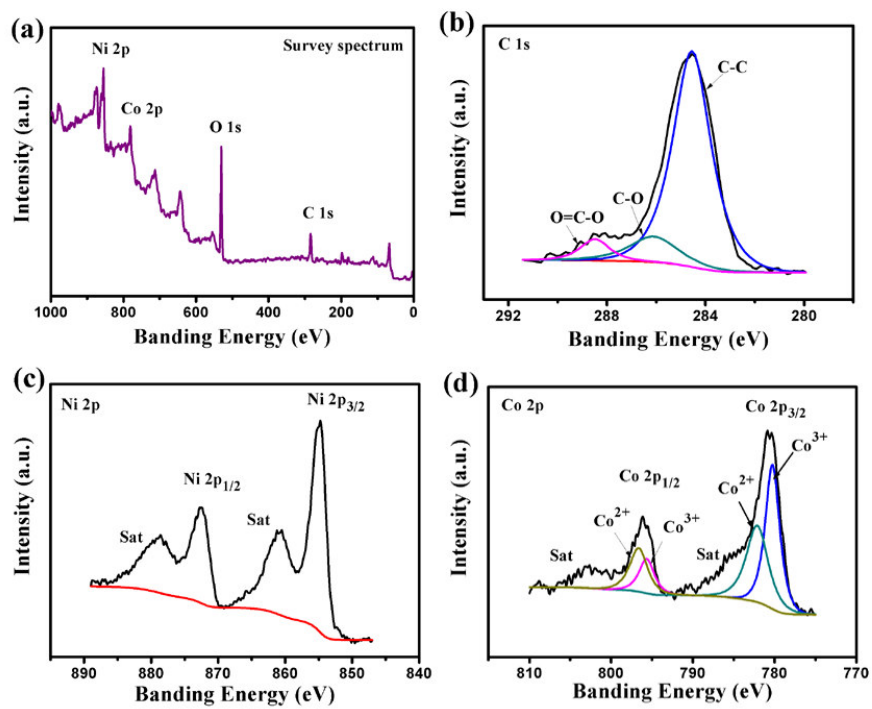 (a)
Survey spectrum
Ni 2p
Co 2p
O 1s
C 1s
Intensity (a.u.)
1000 800 600 400 200 0
Banding Energy (eV)
(b)
C 1s
C-C
C-O
O=C-O
Intensity (a.u.)
292 288 284 280
Banding Energy (eV)
(c)
Ni 2p
Ni 2p3/2
Ni 2p1/2
Sat
Sat
Intensity (a.u.)
890 880 870 860 850 840
Banding Energy (eV)
(d)
Co 2p
Co 2p3/2
Co3+
Co2+
Co 2p1/2
Co2+
Co3+
Sat
Sat
Intensity (a.u.)
810 800 790 780 770
Banding Energy (eV)